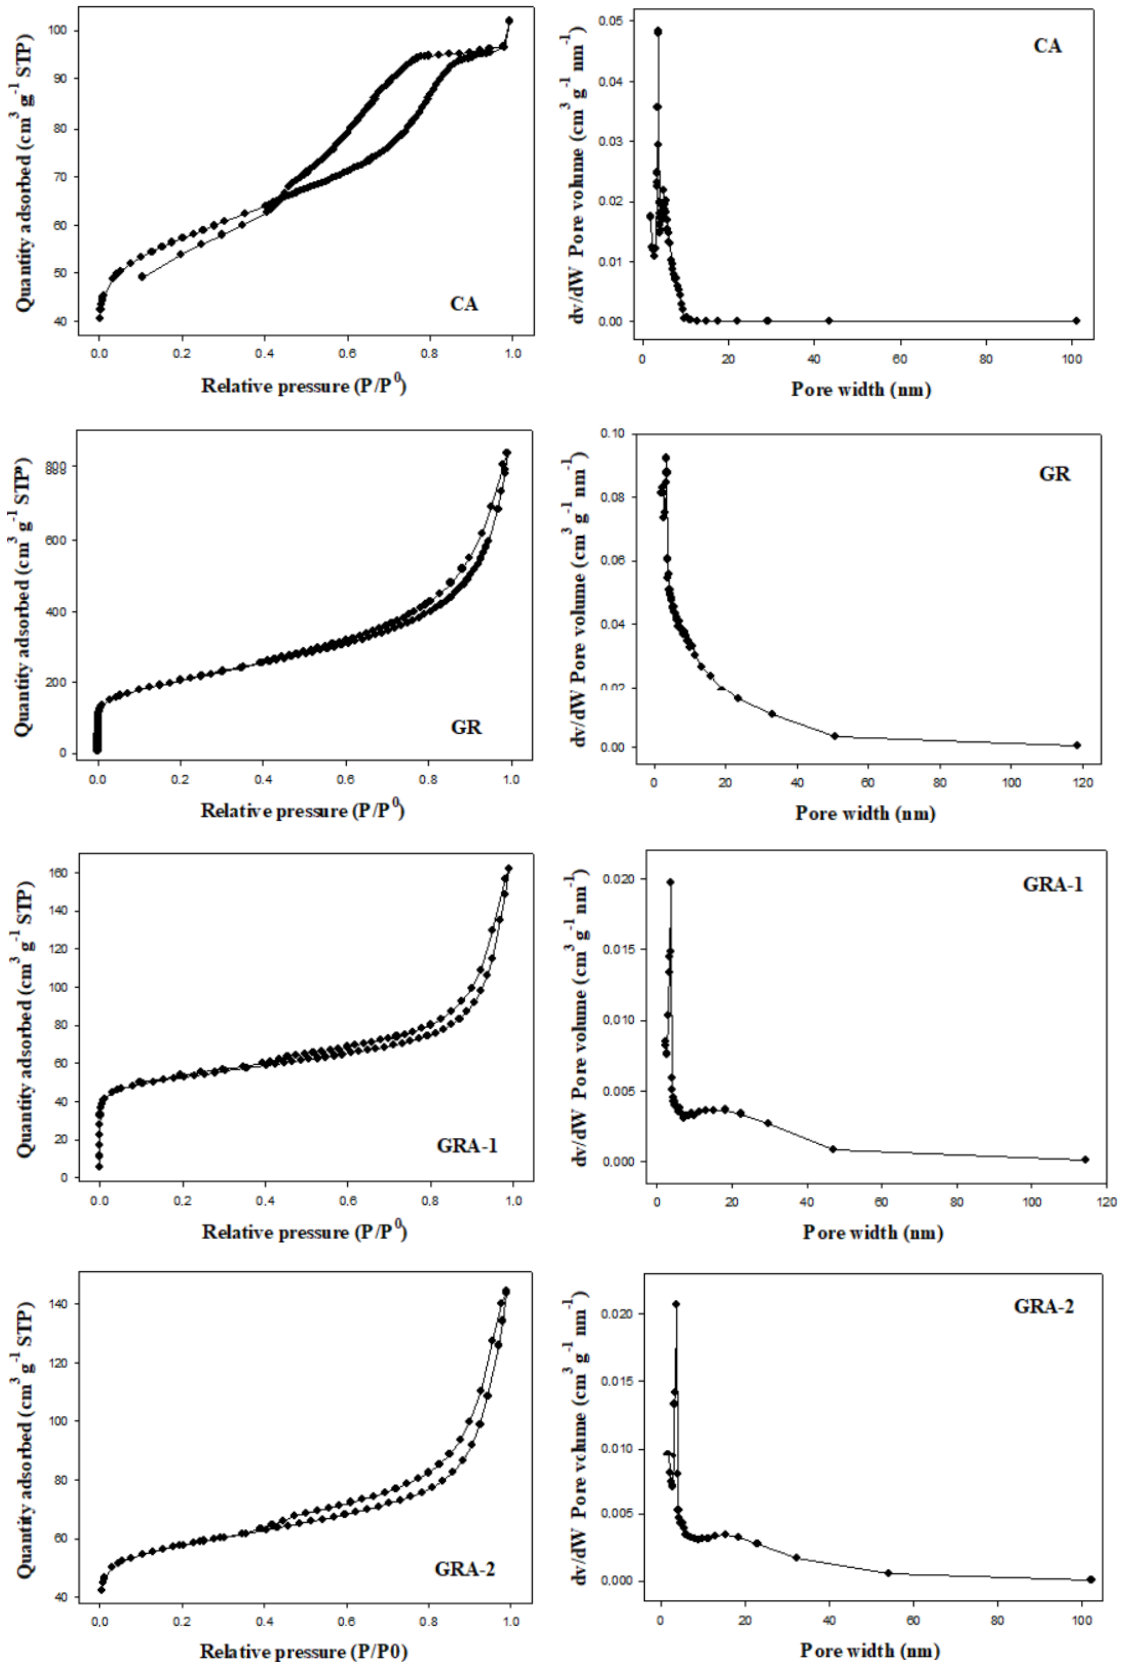 Quantity adsorbed (cm³ g⁻¹ STP)
100
90
80
70
60
50
40
CA
0.0 0.2 0.4 0.6 0.8 1.0
Relative pressure (P/P⁰)
dv/dW Pore volume (cm³ g⁻¹ nm⁻¹)
0.05
0.04
0.03
0.02
0.01
0.00
CA
0 20 40 60 80 100
Pore width (nm)
Quantity adsorbed (cm³ g⁻¹ STP)
800
600
400
200
0
GR
0.0 0.2 0.4 0.6 0.8 1.0
Relative pressure (P/P⁰)
dv/dW Pore volume (cm³ g⁻¹ nm⁻¹)
0.10
0.08
0.06
0.04
0.02
0.00
GR
0 20 40 60 80 100 120
Pore width (nm)
Quantity adsorbed (cm³ g⁻¹ STP)
160
140
120
100
80
60
40
20
0
GRA-1
0.0 0.2 0.4 0.6 0.8 1.0
Relative pressure (P/P⁰)
dv/dW Pore volume (cm³ g⁻¹ nm⁻¹)
0.020
0.015
0.010
0.005
0.000
GRA-1
0 20 40 60 80 100 120
Pore width (nm)
Quantity adsorbed (cm³ g⁻¹ STP)
140
120
100
80
60
40
GRA-2
0,0 0.2 0.4 0.6 0.8 1.0
Relative pressure (P/P0)
dv/dW Pore volume (cm³ g⁻¹ nm⁻¹)
0.020
0.015
0.010
0.005
0.000
GRA-2
0 20 40 60 80 100
Pore width (nm)